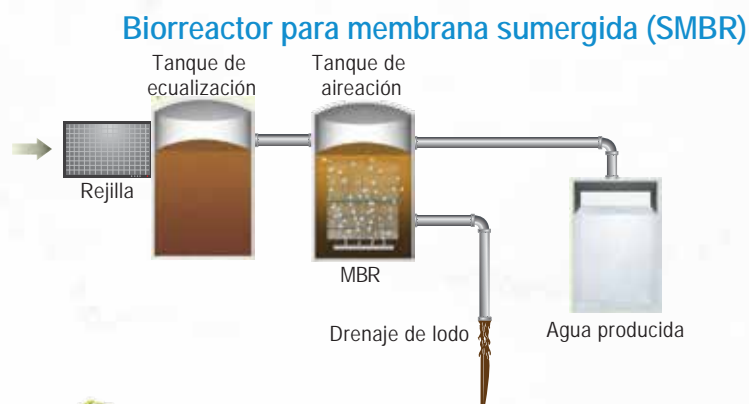 Biorreactor para membrana sumergida (SMBR)
Tanque de
ecualización
Tanque de
aireación
Rejilla
MBR
Drenaje de lodo
Agua producida